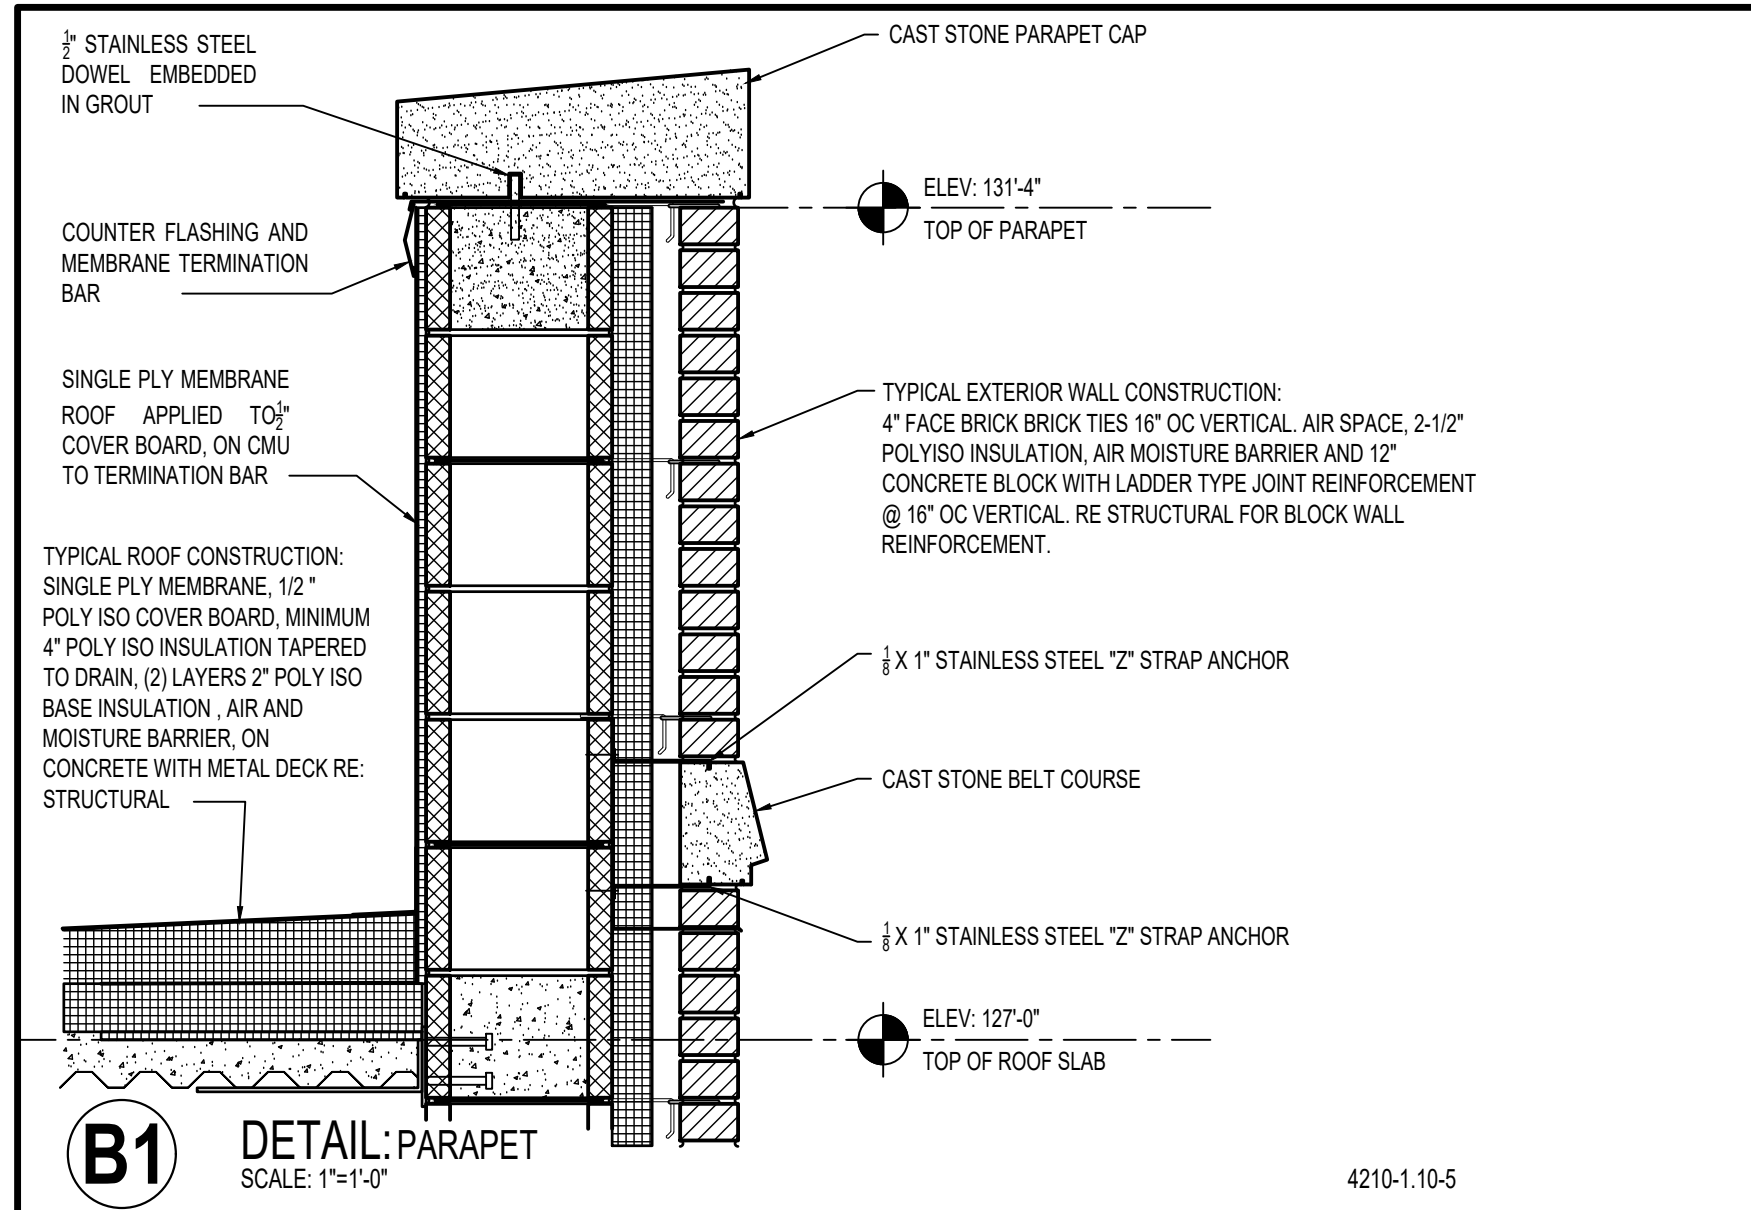 ½" STAINLESS STEEL
DOWEL EMBEDDED
IN GROUT
CAST STONE PARAPET CAP
ELEV: 131'-4"
TOP OF PARAPET
COUNTER FLASHING AND
MEMBRANE TERMINATION
BAR
SINGLE PLY MEMBRANE
ROOF APPLIED TO½"
COVER BOARD, ON CMU
TO TERMINATION BAR
TYPICAL EXTERIOR WALL CONSTRUCTION:
4" FACE BRICK BRICK TIES 16" OC VERTICAL. AIR SPACE, 2-1/2"
POLYISO INSULATION, AIR MOISTURE BARRIER AND 12"
CONCRETE BLOCK WITH LADDER TYPE JOINT REINFORCEMENT
@ 16" OC VERTICAL. RE STRUCTURAL FOR BLOCK WALL
REINFORCEMENT.
TYPICAL ROOF CONSTRUCTION:
SINGLE PLY MEMBRANE, 1/2 "
POLY ISO COVER BOARD, MINIMUM
4" POLY ISO INSULATION TAPERED
TO DRAIN, (2) LAYERS 2" POLY ISO
BASE INSULATION , AIR AND
MOISTURE BARRIER, ON
CONCRETE WITH METAL DECK RE:
STRUCTURAL
⅛ X 1" STAINLESS STEEL "Z" STRAP ANCHOR
CAST STONE BELT COURSE
⅛ X 1" STAINLESS STEEL "Z" STRAP ANCHOR
ELEV: 127'-0"
TOP OF ROOF SLAB
B1
DETAIL: PARAPET
SCALE: 1"=1'-0"
4210-1.10-5